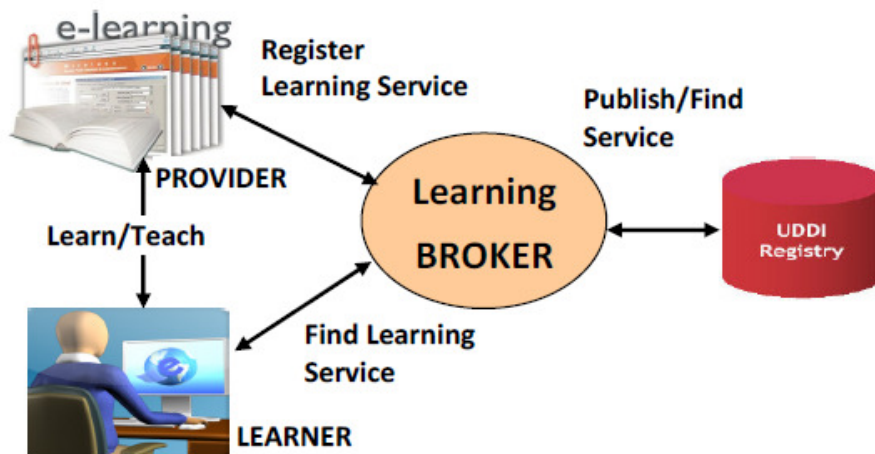 e-learning
Register
Learning Service
Publish/Find
Service
PROVIDER
Learning
BROKER
UDDI
Registry
Learn/Teach
Find Learning
Service
LEARNER